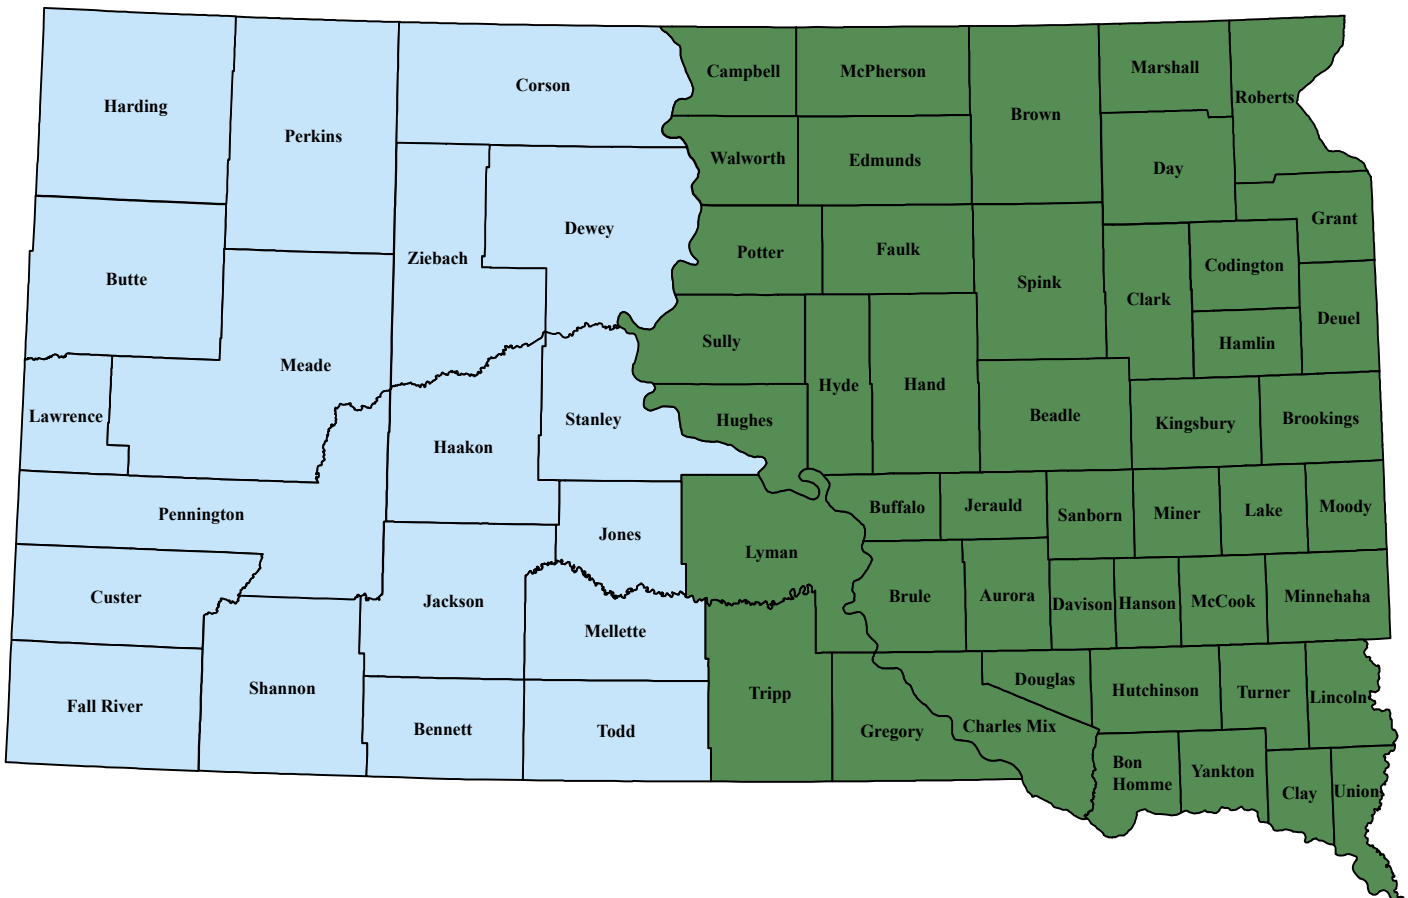 Harding
Perkins
Corson
Campbell
McPherson
Brown
Marshall
Roberts
Walworth
Edmunds
Day
Grant
Butte
Ziebach
Dewey
Potter
Faulk
Spink
Clark
Codington
Deuel
Hamlin
Meade
Sully
Hyde
Hand
Lawrence
Haakon
Stanley
Hughes
Beadle
Kingsbury
Brookings
Pennington
Jones
Lyman
Buffalo
Jerauld
Sanborn
Miner
Lake
Moody
Custer
Jackson
Mellette
Brule
Aurora
Davison
Hanson
McCook
Minnehaha
Fall River
Shannon
Bennett
Todd
Tripp
Gregory
Charles Mix
Douglas
Hutchinson
Turner
Lincoln
Bon
Homme
Yankton
Clay
Union